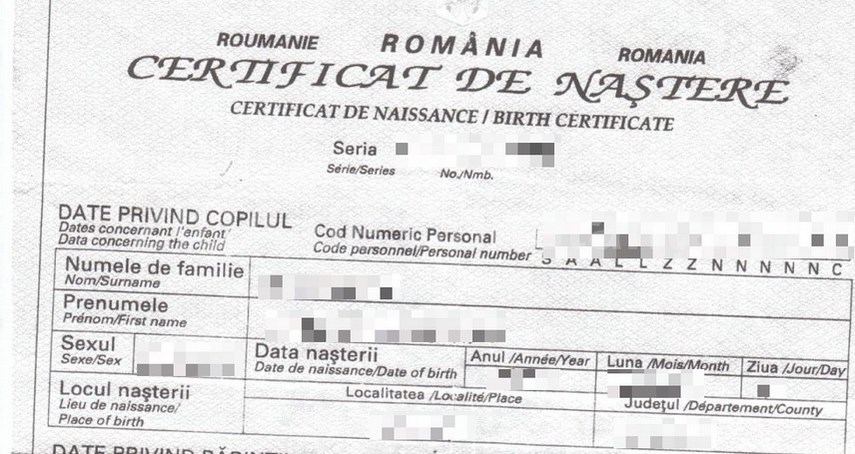 ROUMANIE ROMÂNIA ROMANIA
CERTIFICAT DE NAŞTERE
CERTIFICAT DE NAISSANCE / BIRTH CERTIFICATE
Seria
Série/Series No./Nmb.
DATE PRIVIND COPILUL
Dates concernant l'enfant
Data concerning the child
Cod Numeric Personal
Code personnel/Personal number
S A A L L Z Z N N N N N C
Numele de familie
Nom/Surname
Prenumele
Prénom/First name
Sexul
Sexe/Sex
Data naşterii
Date de naissance/Date of birth
Anul /Année/Year
Luna /Mois/Month
Ziua /Jour/Day
Locul naşterii
Lieu de naissance/
Place of birth
Localitatea /Localité/Place
Judeţul /Département/County
DATE PRIVIND